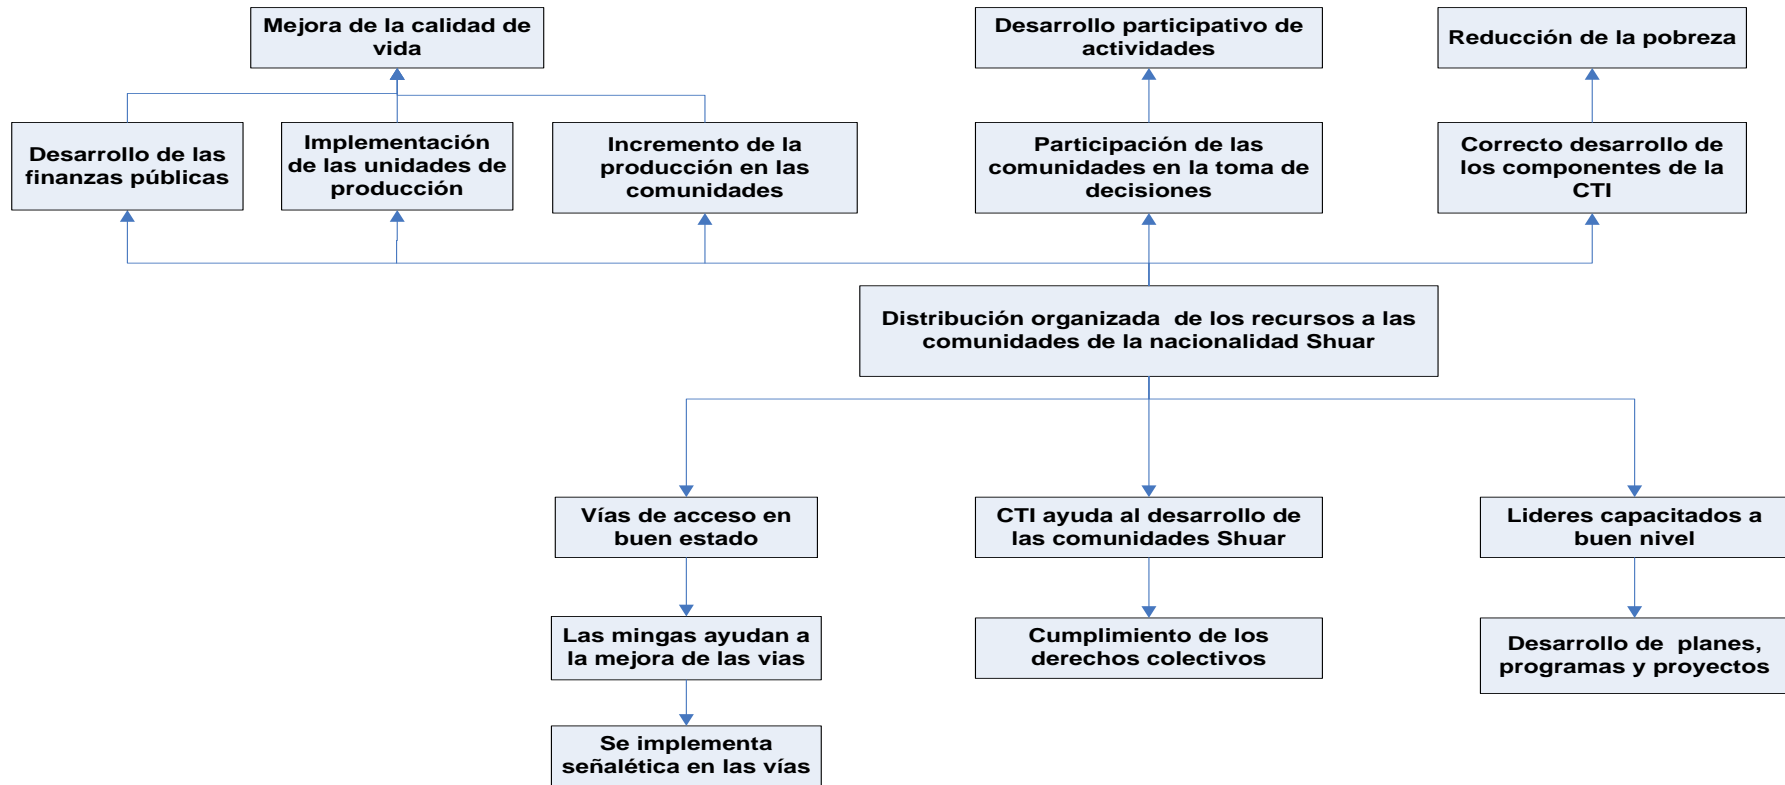 Mejora de la calidad de
vida
Desarrollo participativo de
actividades
Reducción de la pobreza
Desarrollo de las
finanzas públicas
Implementación
de las unidades de
producción
Incremento de la
producción en las
comunidades
Participación de las
comunidades en la toma de
decisiones
Correcto desarrollo de
los componentes de la
CTI
Distribución organizada  de los recursos a las
comunidades de la nacionalidad Shuar
Vías de acceso en
buen estado
CTI ayuda al desarrollo de
las comunidades Shuar
Lideres capacitados a
buen nivel
Las mingas ayudan a
la mejora de las vias
Cumplimiento de los
derechos colectivos
Desarrollo de  planes,
programas y proyectos
Se implementa
señalética en las vías